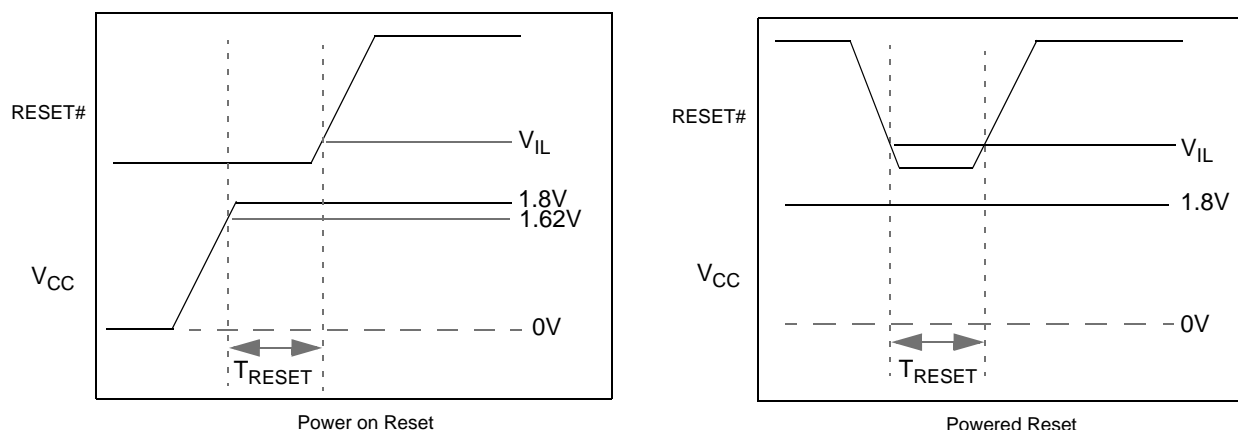 RESET#
V_IL
1.8V
1.62V
V_CC
0V
T_RESET
Power on Reset
RESET#
V_IL
1.8V
V_CC
0V
T_RESET
Powered Reset